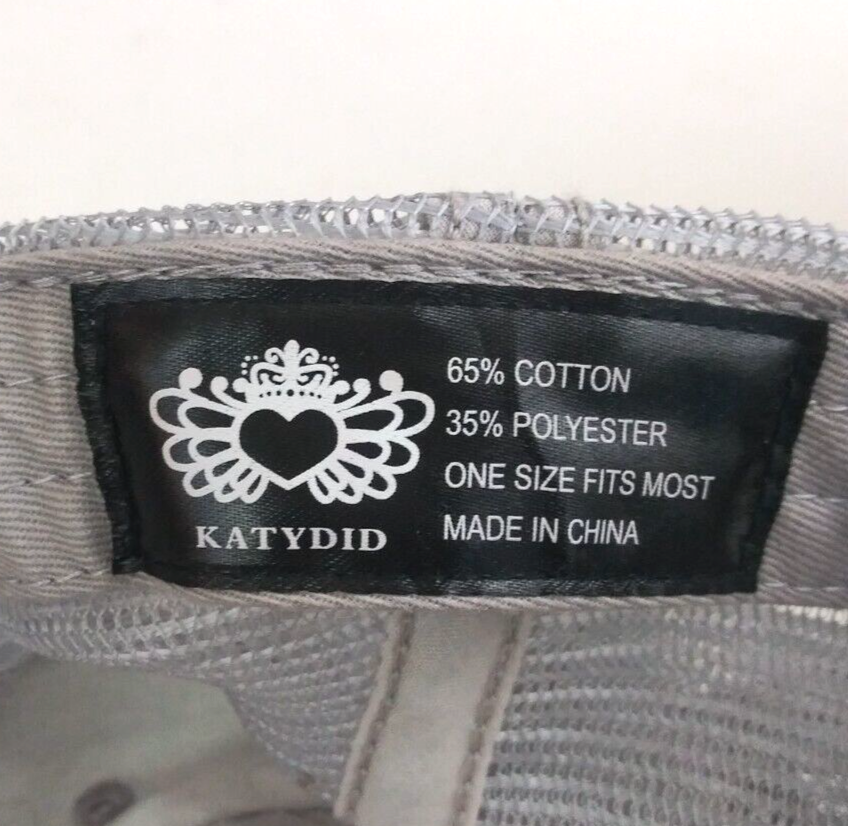 KATYDID
65% COTTON
35% POLYESTER
ONE SIZE FITS MOST
MADE IN CHINA